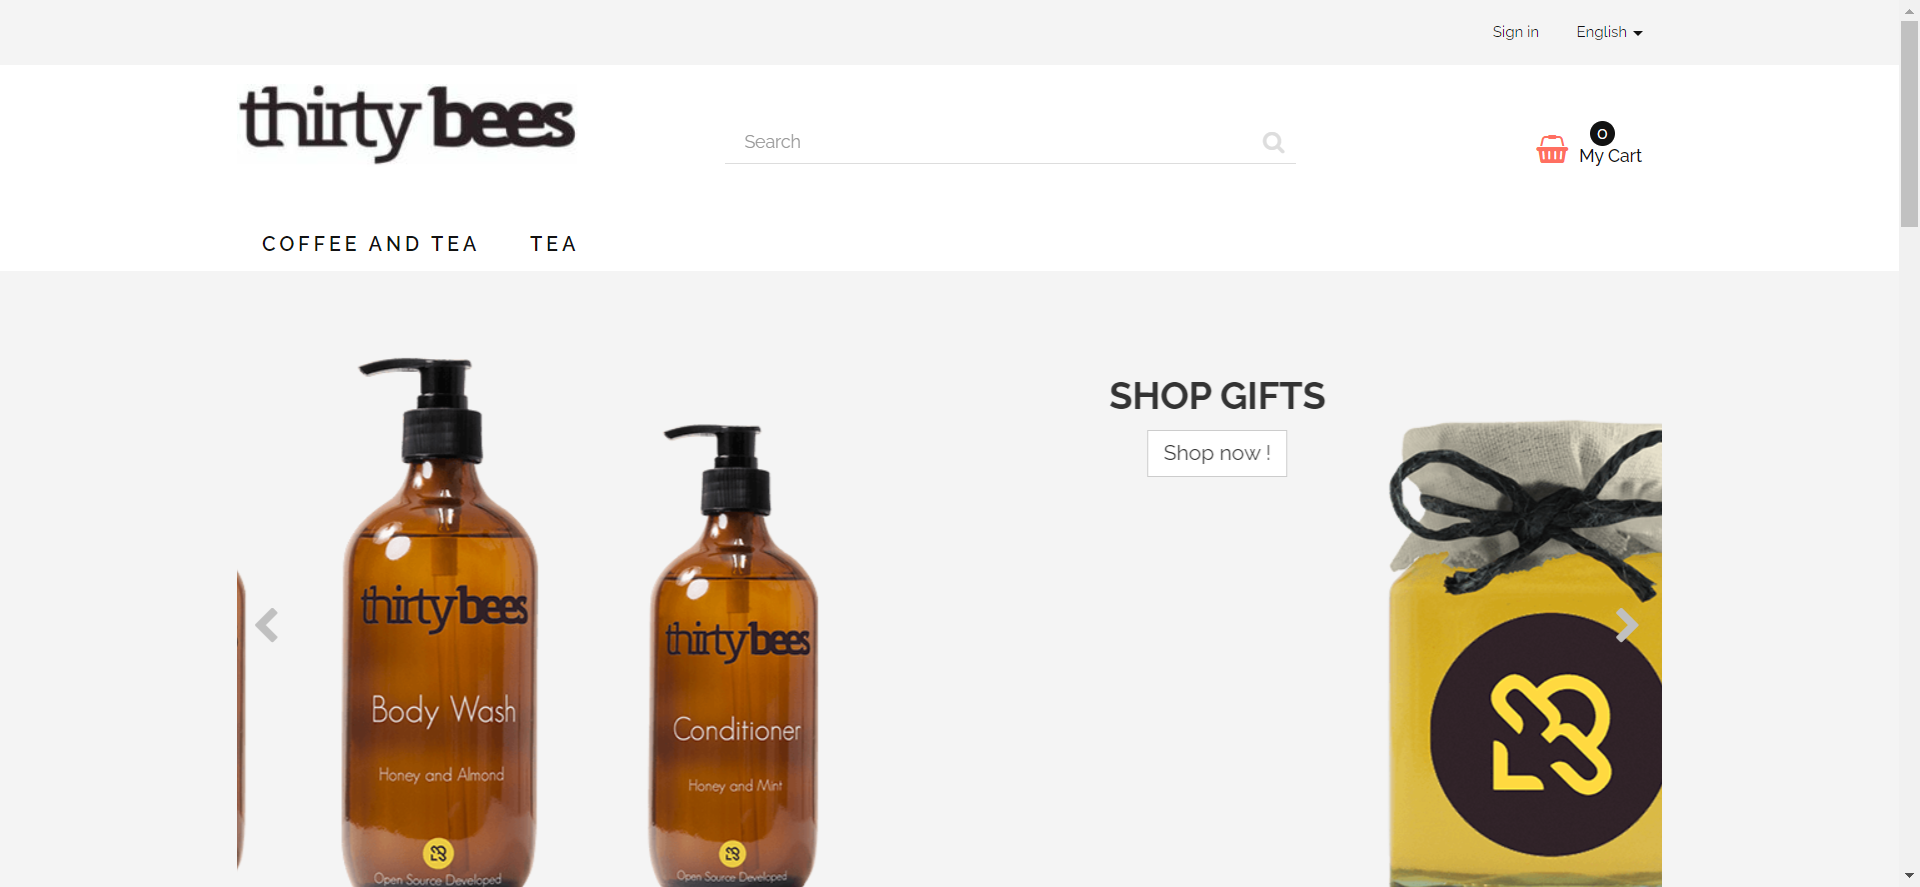 Sign in English
thirty bees
Search
0
My Cart
COFFEE AND TEA TEA
SHOP GIFTS
Shop now !
thirty bees
Body Wash
Honey and Almond
Open Source Developed
thirty bees
Conditioner
Honey and Mint
Open Source Developed